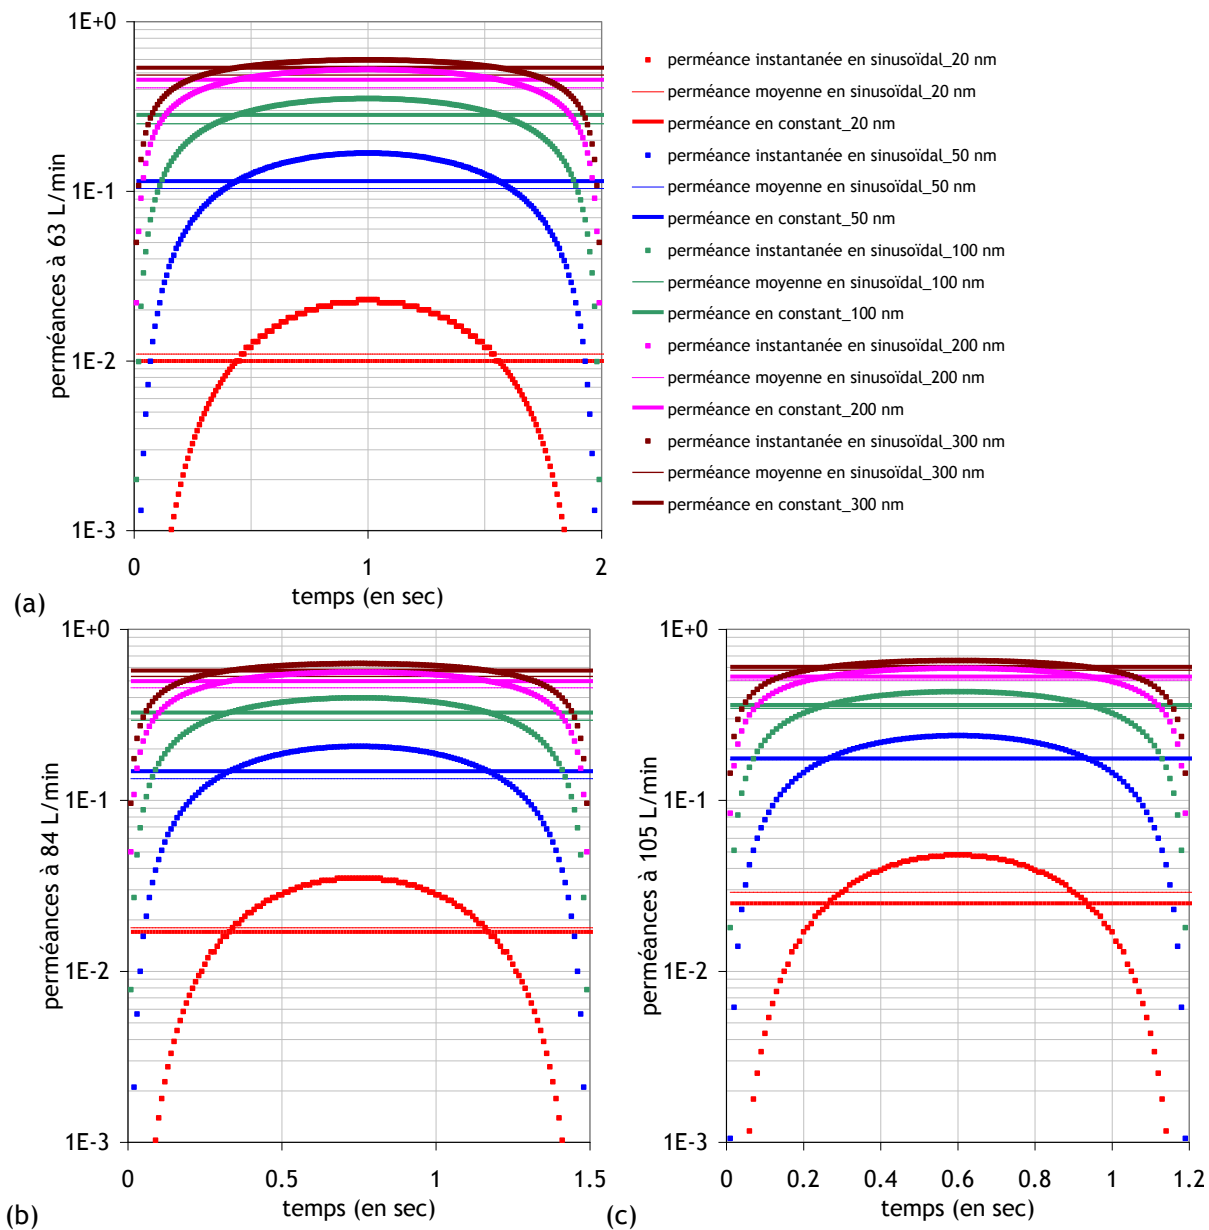 1E+0
1E-1
1E-2
1E-3
perméances à 63 L/min
0
1
2
temps (en sec)
(a)
perméance instantanée en sinusoïdal_20 nm
perméance moyenne en sinusoïdal_20 nm
perméance en constant_20 nm
perméance instantanée en sinusoïdal_50 nm
perméance moyenne en sinusoïdal_50 nm
perméance en constant_50 nm
perméance instantanée en sinusoïdal_100 nm
perméance moyenne en sinusoïdal_100 nm
perméance en constant_100 nm
perméance instantanée en sinusoïdal_200 nm
perméance moyenne en sinusoïdal_200 nm
perméance en constant_200 nm
perméance instantanée en sinusoïdal_300 nm
perméance moyenne en sinusoïdal_300 nm
perméance en constant_300 nm
1E+0
1E-1
1E-2
1E-3
perméances à 84 L/min
0
0.5
1
1.5
temps (en sec)
(b)
1E+0
1E-1
1E-2
1E-3
perméances à 105 L/min
0
0.2
0.4
0.6
0.8
1
1.2
temps (en sec)
(c)